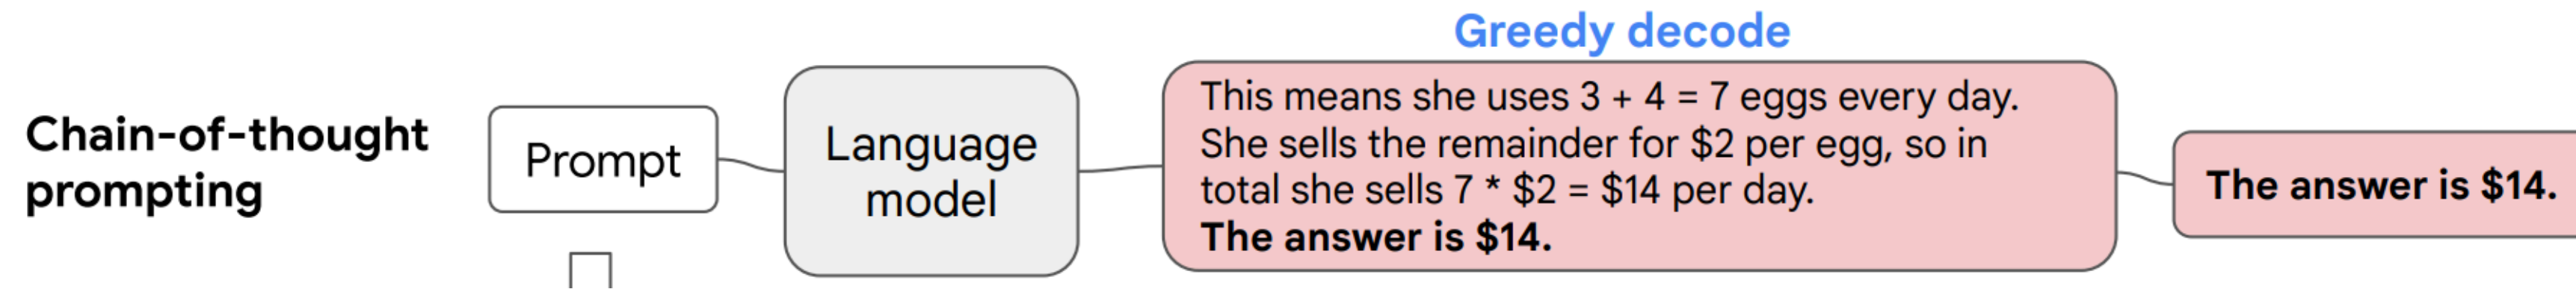 Greedy decode
Chain-of-thought
prompting
Prompt
Language
model
This means she uses 3 + 4 = 7 eggs every day.
She sells the remainder for $2 per egg, so in
total she sells 7 * $2 = $14 per day.
The answer is $14.
The answer is $14.